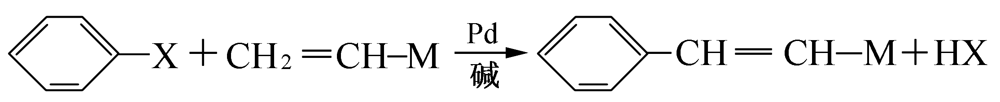 X + CH₂=CH—M Pd 碱 CH=CH—M + HX